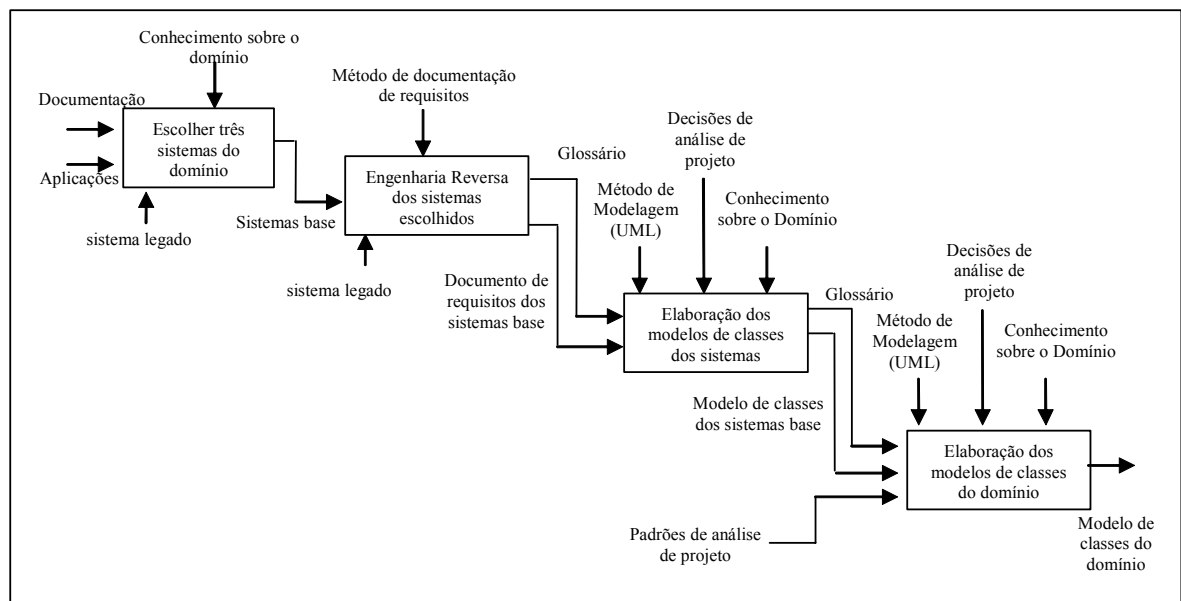 Conhecimento sobre o
domínio
Documentação
Aplicações
Escolher três
sistemas do
domínio
sistema legado
Sistemas base
Método de documentação
de requisitos
Engenharia Reversa
dos sistemas
escolhidos
sistema legado
Glossário
Documento de
requisitos dos
sistemas base
Método de
Modelagem
(UML)
Decisões de
análise de
projeto
Conhecimento
sobre o Domínio
Elaboração dos
modelos de classes
dos sistemas
Glossário
Modelo de classes
dos sistemas base
Método de
Modelagem
(UML)
Decisões de
análise de
projeto
Conhecimento
sobre o Domínio
Elaboração dos
modelos de classes
do domínio
Padrões de análise
de projeto
Modelo de
classes do
domínio